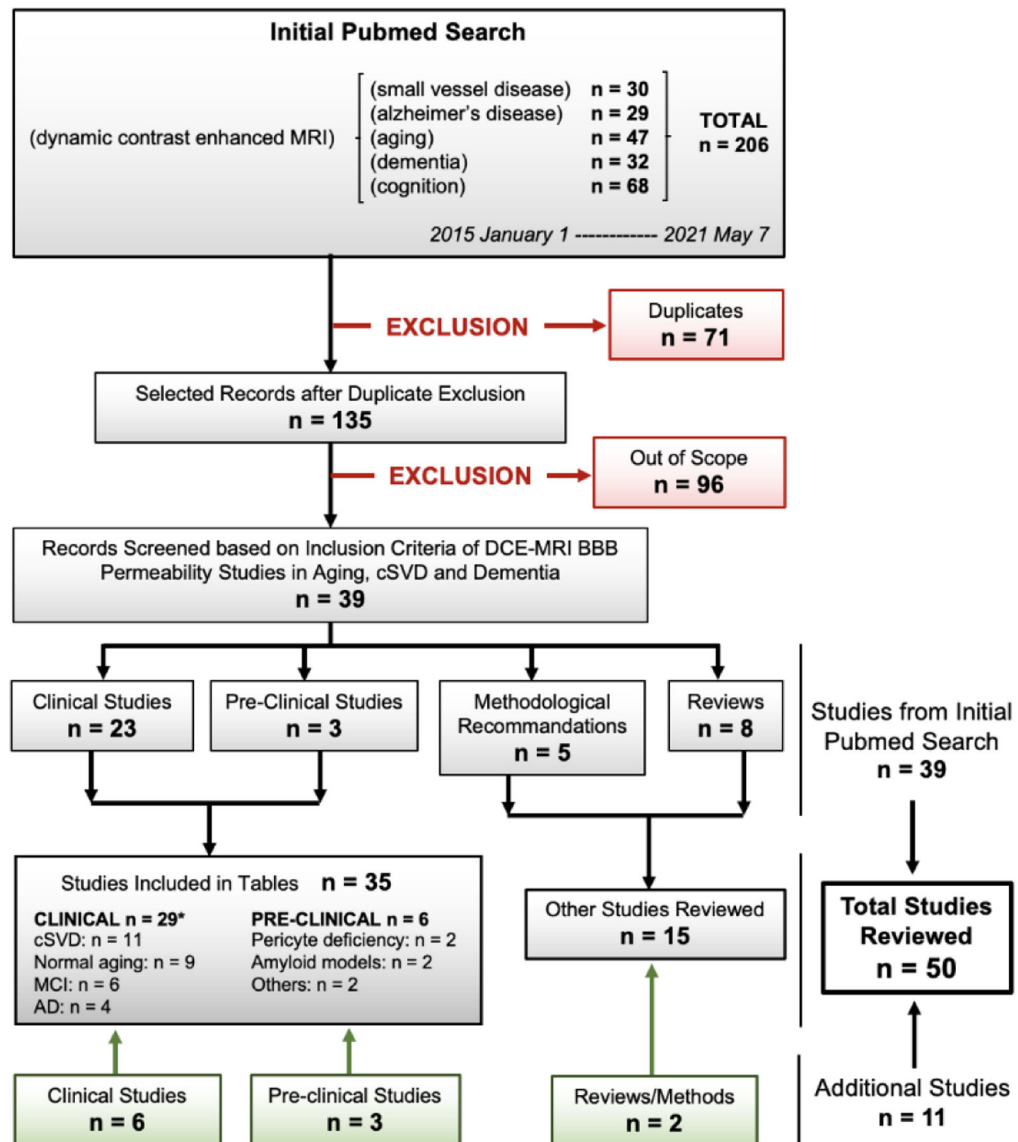 Initial Pubmed Search
(dynamic contrast enhanced MRI)
(small vessel disease) n = 30
(alzheimer's disease) n = 29
(aging) n = 47
(dementia) n = 32
(cognition) n = 68
TOTAL
n = 206
2015 January 1 ------------ 2021 May 7
EXCLUSION
Duplicates
n = 71
Selected Records after Duplicate Exclusion
n = 135
EXCLUSION
Out of Scope
n = 96
Records Screened based on Inclusion Criteria of DCE-MRI BBB
Permeability Studies in Aging, cSVD and Dementia
n = 39
Clinical Studies
n = 23
Pre-Clinical Studies
n = 3
Methodological
Recommandations
n = 5
Reviews
n = 8
Studies from Initial
Pubmed Search
n = 39
Studies Included in Tables n = 35
CLINICAL n = 29*
cSVD: n = 11
Normal aging: n = 9
MCI: n = 6
AD: n = 4
PRE-CLINICAL n = 6
Pericyte deficiency: n = 2
Amyloid models: n = 2
Others: n = 2
Other Studies Reviewed
n = 15
Total Studies
Reviewed
n = 50
Clinical Studies
n = 6
Pre-clinical Studies
n = 3
Reviews/Methods
n = 2
Additional Studies
n = 11